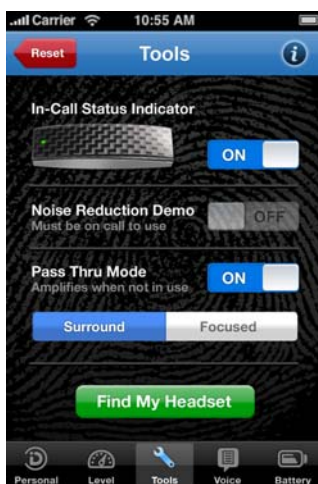 Carrier 10:55 AM
Reset Tools i
In-Call Status Indicator
ON
Noise Reduction Demo
Must be on call to use
OFF
Pass Thru Mode
Amplifies when not in use
ON
Surround Focused
Find My Headset
Personal Level Tools Voice Battery